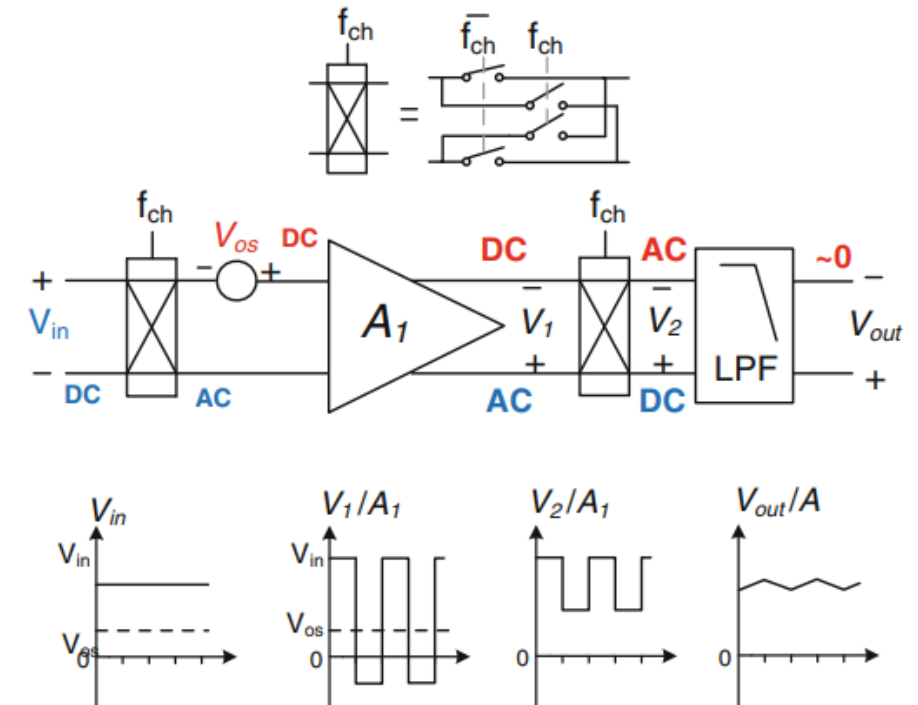 f_ch
f̅_ch f_ch
=
f_ch
V_os
DC
DC
f_ch
AC
~0
+
− +
−
−
−
V_in
A_1
V_1
V_2
LPF
V_out
−
+
+
+
DC
AC
AC
DC
V_in
V_in
V_os
0
V_1/A_1
V_in
V_os
0
V_2/A_1
0
V_out/A
0